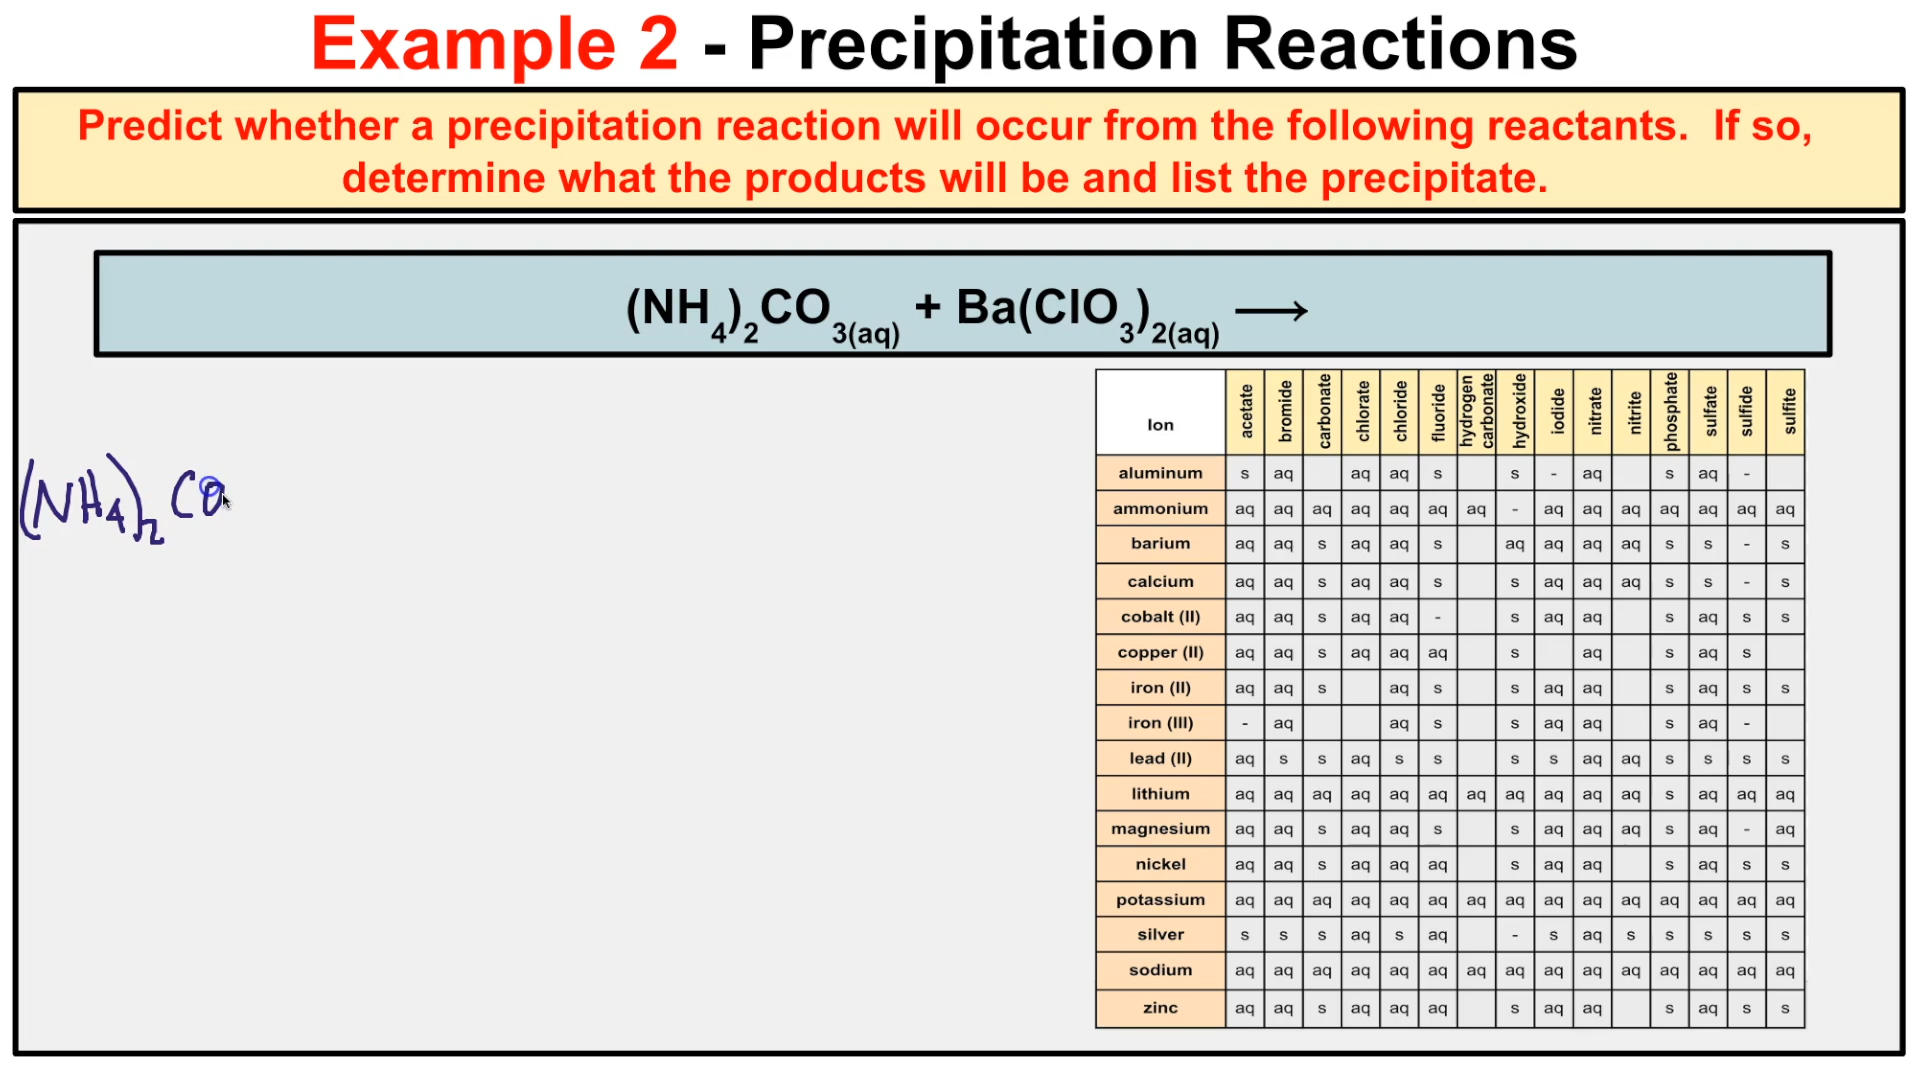 Example 2 - Precipitation Reactions
Predict whether a precipitation reaction will occur from the following reactants. If so,
determine what the products will be and list the precipitate.
(NH4)2CO3(aq) + Ba(ClO3)2(aq) ⟶
(NH4)2 CO
Ion acetate bromide carbonate chlorate chloride fluoride hydrogen carbonate hydroxide iodide nitrate nitrite phosphate sulfate sulfide sulfite
aluminum s aq aq aq s s - aq s aq -
ammonium aq aq aq aq aq aq aq - aq aq aq aq aq aq aq
barium aq aq s aq aq s aq aq aq aq s s - s
calcium aq aq s aq aq s s aq aq aq s s - s
cobalt (II) aq aq s aq aq - s aq aq s aq s s
copper (II) aq aq s aq aq aq s aq s aq s
iron (II) aq aq s aq s s aq aq s aq s s
iron (III) - aq aq s s aq aq s aq -
lead (II) aq s s aq s s s s aq aq s s s s
lithium aq aq aq aq aq aq aq aq aq aq aq s aq aq aq
magnesium aq aq s aq aq s s aq aq aq s aq - aq
nickel aq aq s aq aq aq s aq aq s aq s s
potassium aq aq aq aq aq aq aq aq aq aq aq aq aq aq aq
silver s s s aq s aq - s aq s s s s s
sodium aq aq aq aq aq aq aq aq aq aq aq aq aq aq aq
zinc aq aq s aq aq aq s aq aq s aq s s